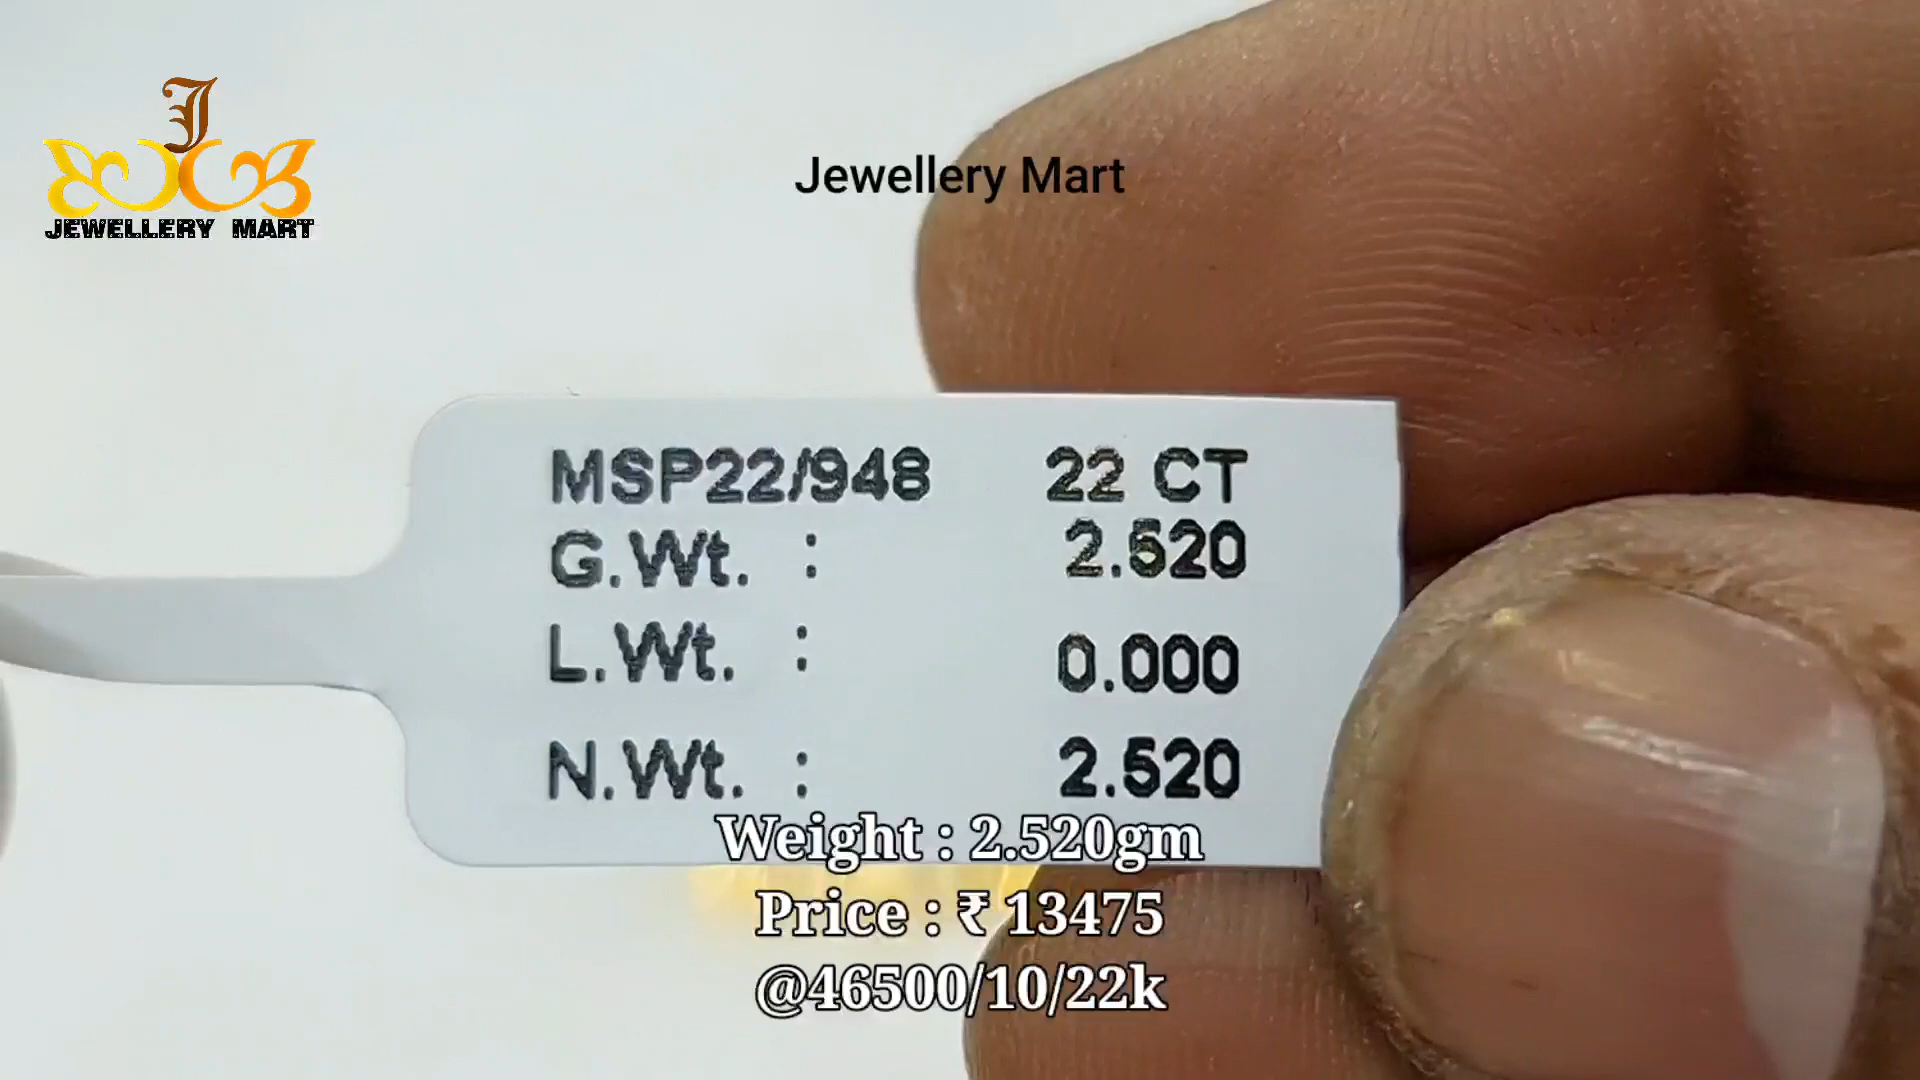 J
JEWELLERY MART
Jewellery Mart
MSP22/948 22 CT
G.Wt. : 2.520
L.Wt. : 0.000
N.Wt. : 2.520
Weight : 2.520gm
Price : ₹ 13475
@46500/10/22k